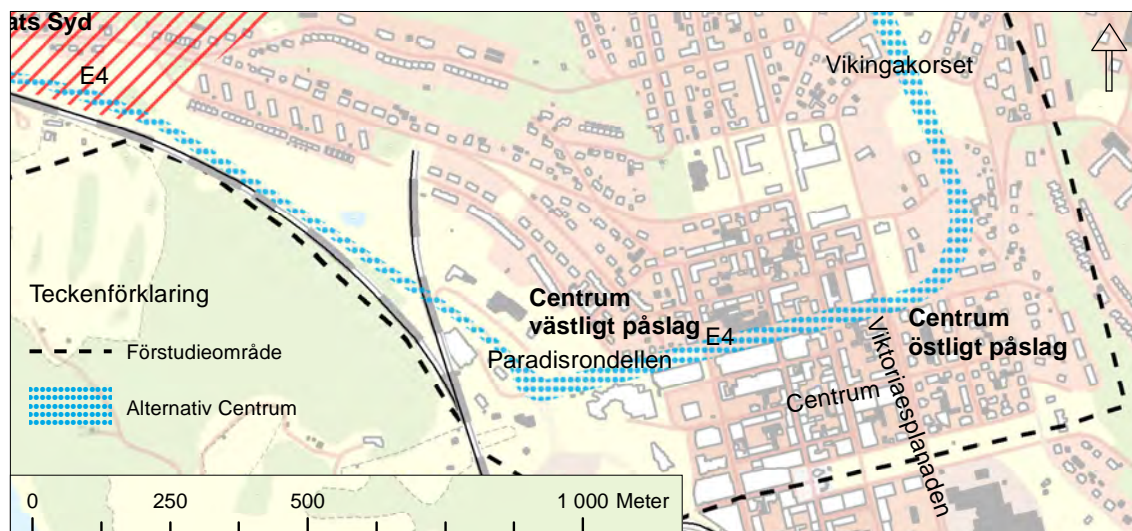 ats Syd
E4
Vikingakorset
Centrum
västligt påslag
E4
Paradisrondellen
Centrum
östligt påslag
Viktoriaesplanaden
Centrum
Teckenförklaring
Förstudieområde
Alternativ Centrum
0 250 500 1 000 Meter